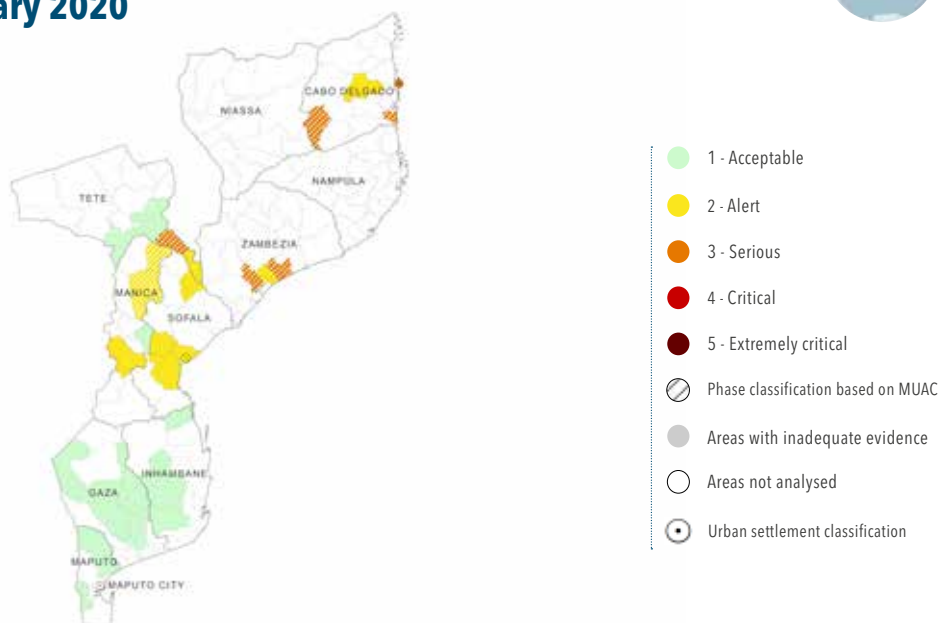 ary 2020
CABO DELGADO
NIASSA
NAMPULA
TETE
ZAMBEZIA
MANICA
SOFALA
INHAMBANE
GAZA
MAPUTO
MAPUTO CITY
1 - Acceptable
2 - Alert
3 - Serious
4 - Critical
5 - Extremely critical
Phase classification based on MUAC
Areas with inadequate evidence
Areas not analysed
Urban settlement classification